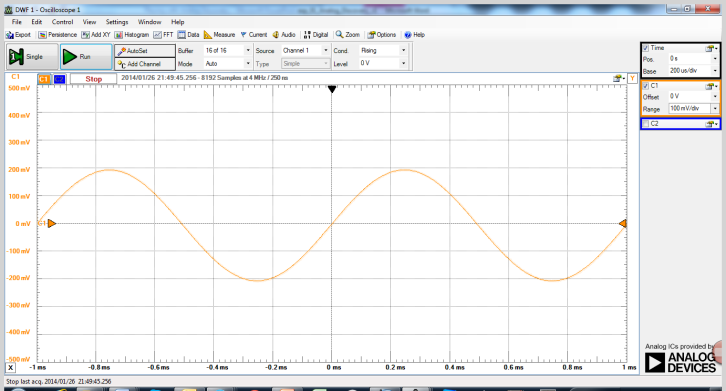 DWF 1 - Oscilloscope 1
File Edit Control View Settings Window Help
Export Persistence Add XY Histogram FFT Data Measure Current Audio Digital Zoom Options Help
Single Run AutoSet Buffer 16 of 16 Source Channel 1 Cond. Rising
Add Channel Mode Auto Type Simple Level 0 V
C1 C1 C2 Stop 2014/01/26 21:49:45.256 - 8192 Samples at 4 MHz / 250 ns Y
500 mV
400 mV
300 mV
200 mV
100 mV
0 mV
-100 mV
-200 mV
-300 mV
-400 mV
-500 mV
X -1 ms -0.8 ms -0.6 ms -0.4 ms -0.2 ms 0 ms 0.2 ms 0.4 ms 0.6 ms 0.8 ms 1 ms
Stop last acq. 2014/01/26 21:49:45.256
Time
Pos. 0 s
Base 200 us/div
C1
Offset 0 V
Range 100 mV/div
C2
Analog ICs provided by
ANALOG
DEVICES